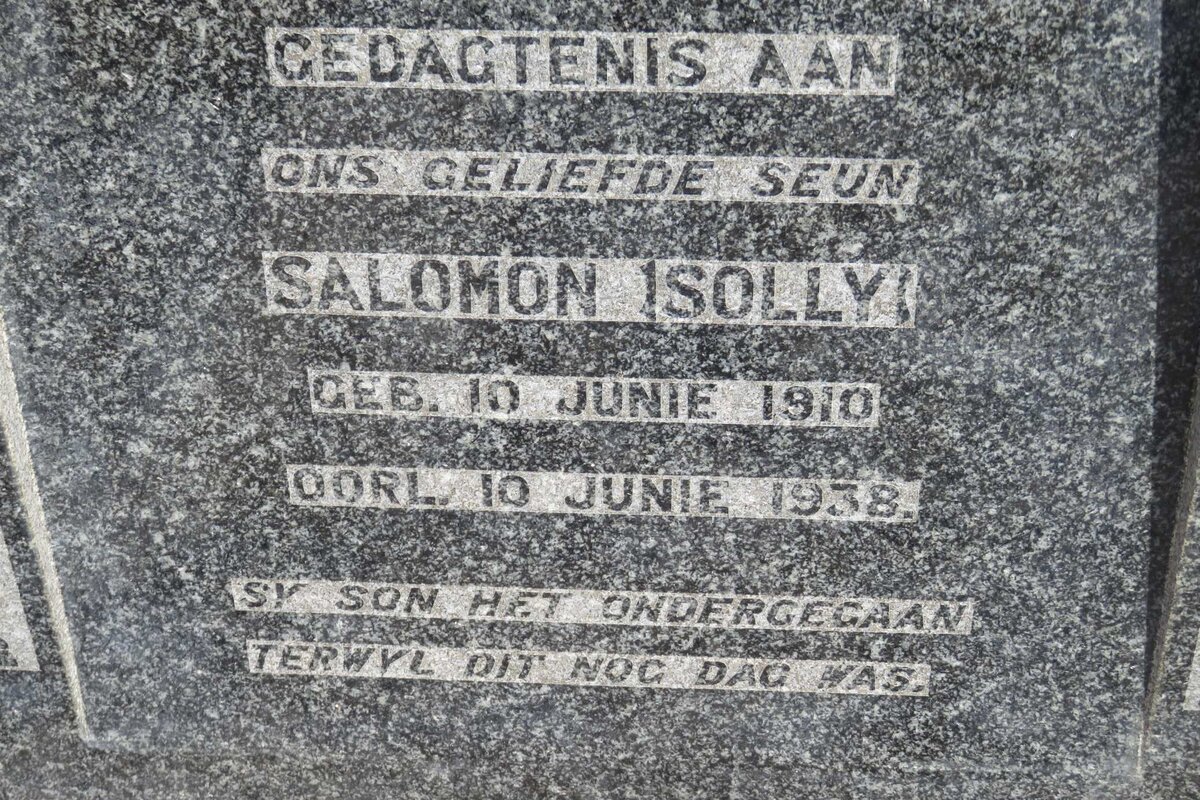 GEDAGTENIS AAN
ONS GELIEFDE SEUN
SALOMON )SOLLY(
GEB. 10 JUNIE 1910
OORL. 10 JUNIE 1938.
SY SON HET ONDERGEGAAN
TERWYL DIT NOG DAG WAS.